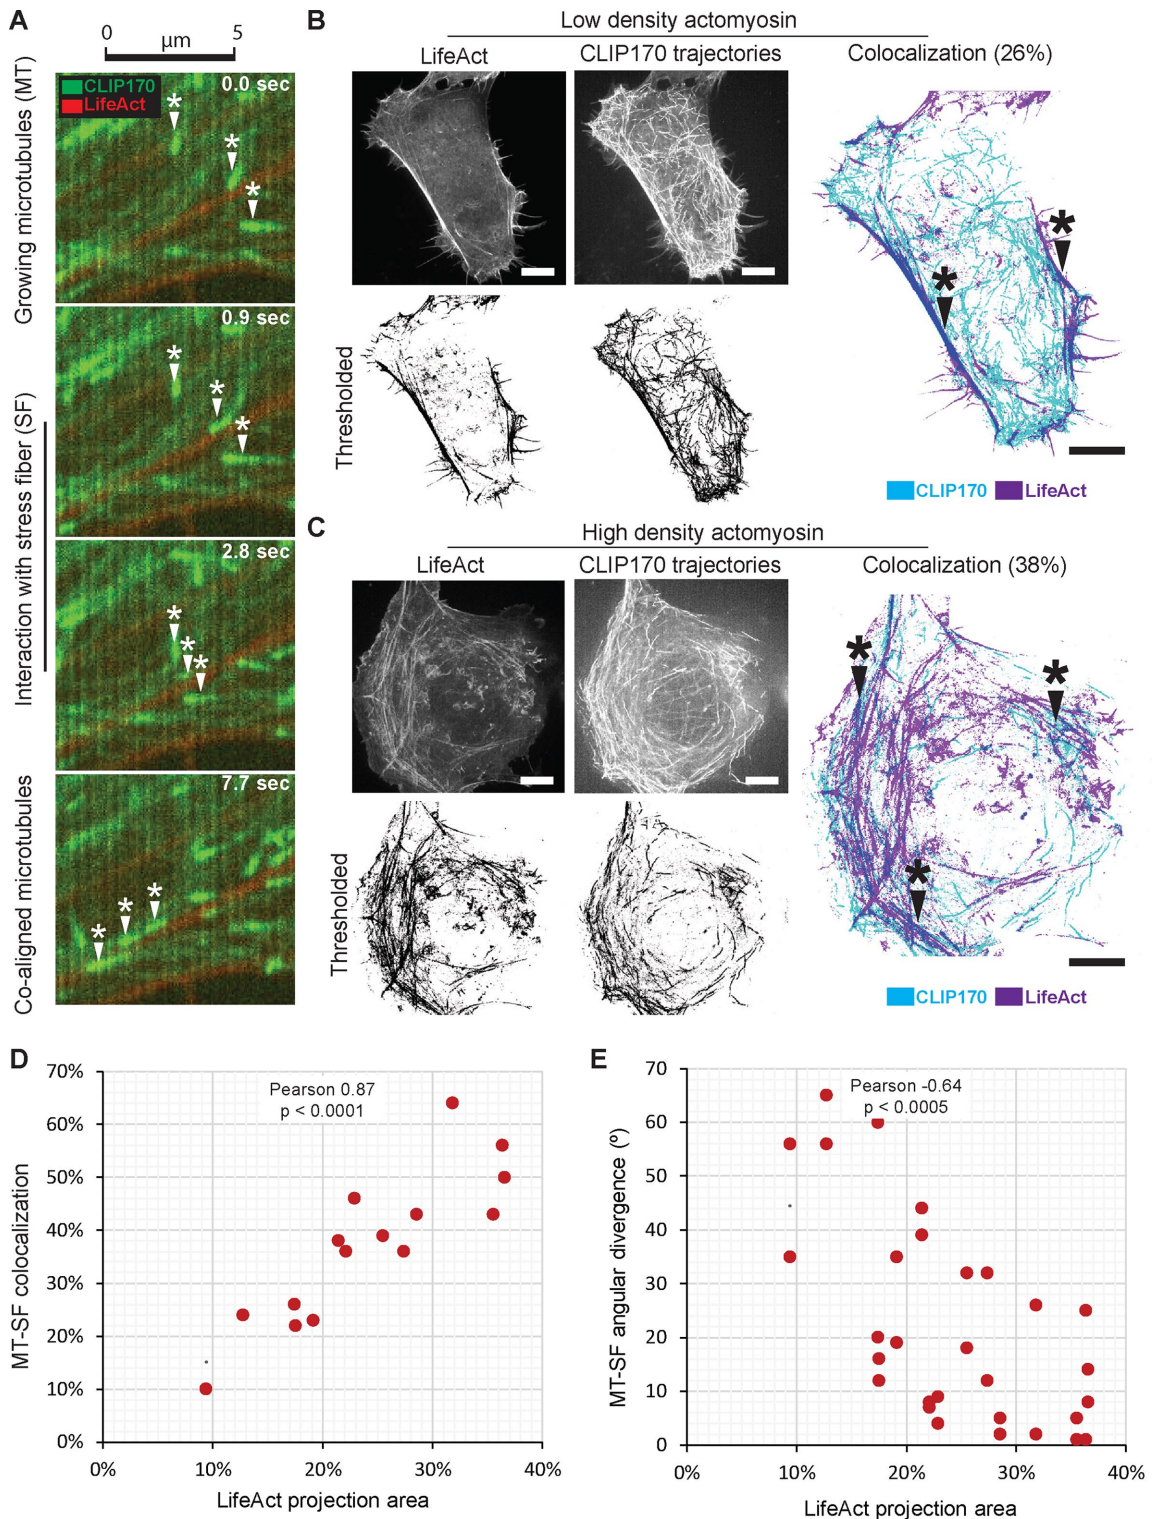 A
0
5
µm
Growing microtubules (MT)
CLIP170
LifeAct
0.0 sec
*
*
*
Interaction with stress fiber (SF)
0.9 sec
*
*
*
2.8 sec
*
*
*
Co-aligned microtubules
7.7 sec
*
*
*
B
Low density actomyosin
LifeAct
CLIP170 trajectories
Colocalization (26%)
Thresholded
*
*
CLIP170
LifeAct
C
High density actomyosin
LifeAct
CLIP170 trajectories
Colocalization (38%)
Thresholded
*
*
*
CLIP170
LifeAct
D
Pearson 0.87
p < 0.0001
MT-SF colocalization
70%
60%
50%
40%
30%
20%
10%
0%
0%
10%
20%
30%
40%
LifeAct projection area
E
Pearson -0.64
p < 0.0005
MT-SF angular divergence (º)
70
60
50
40
30
20
10
0
0%
10%
20%
30%
40%
LifeAct projection area